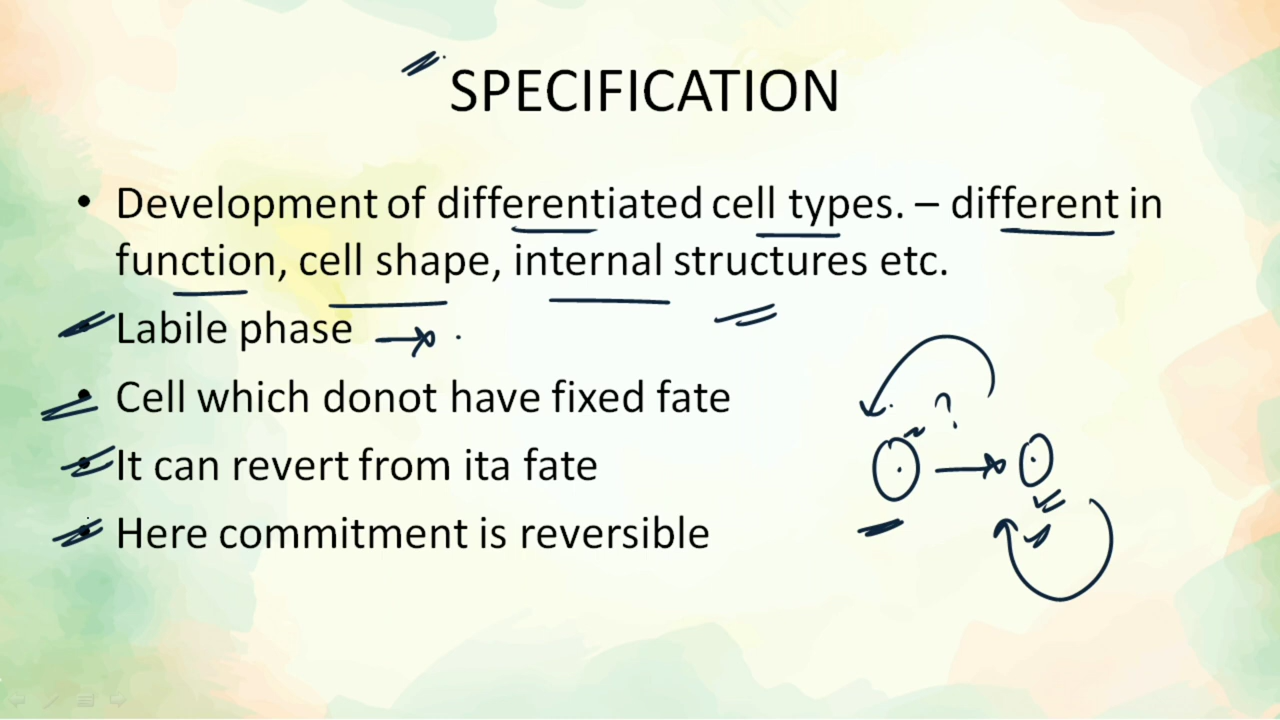 SPECIFICATION
• Development of differentiated cell types. – different in
function, cell shape, internal structures etc.
• Labile phase
• Cell which donot have fixed fate
• It can revert from ita fate
• Here commitment is reversible
?